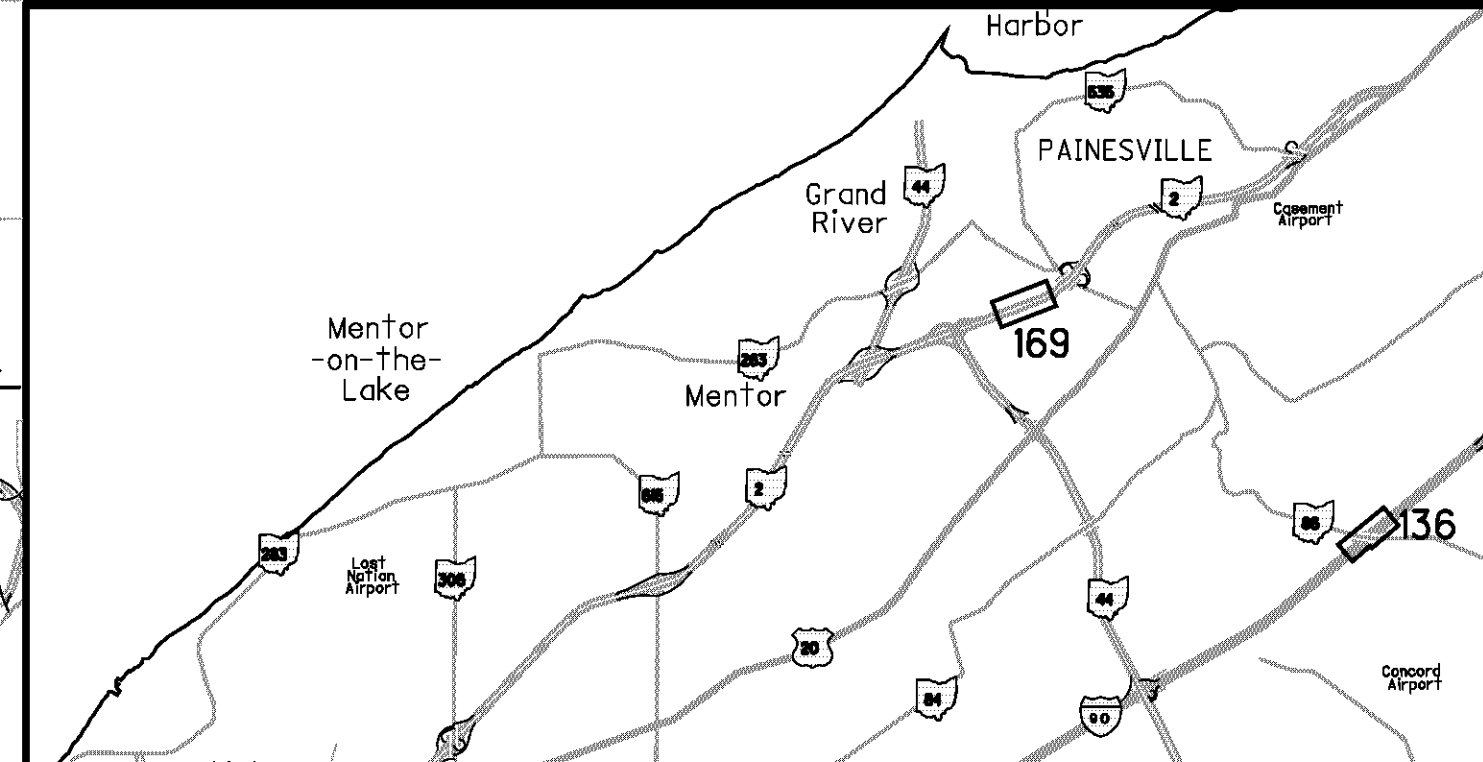 Harbor
535
PAINESVILLE
44
Grand
River
2
Casement
Airport
Mentor
-on-the-
Lake
283
169
Mentor
615
2
86
136
283
Lost
Nation
Airport
306
44
20
84
90
Concord
Airport